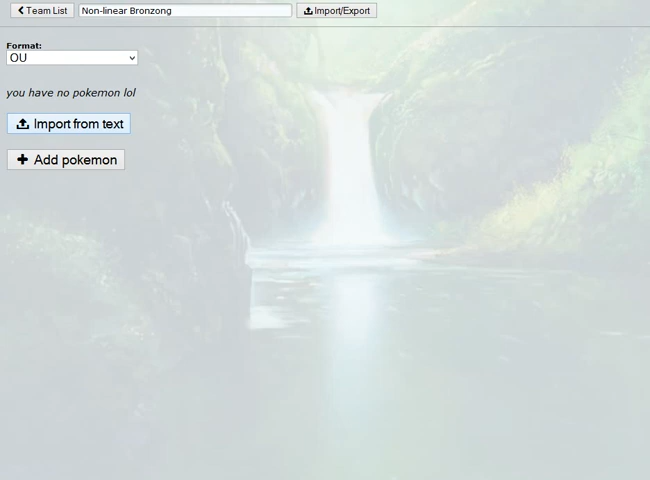 Team List
Non-linear Bronzong
Import/Export
Format:
OU
you have no pokemon lol
Import from text
Add pokemon